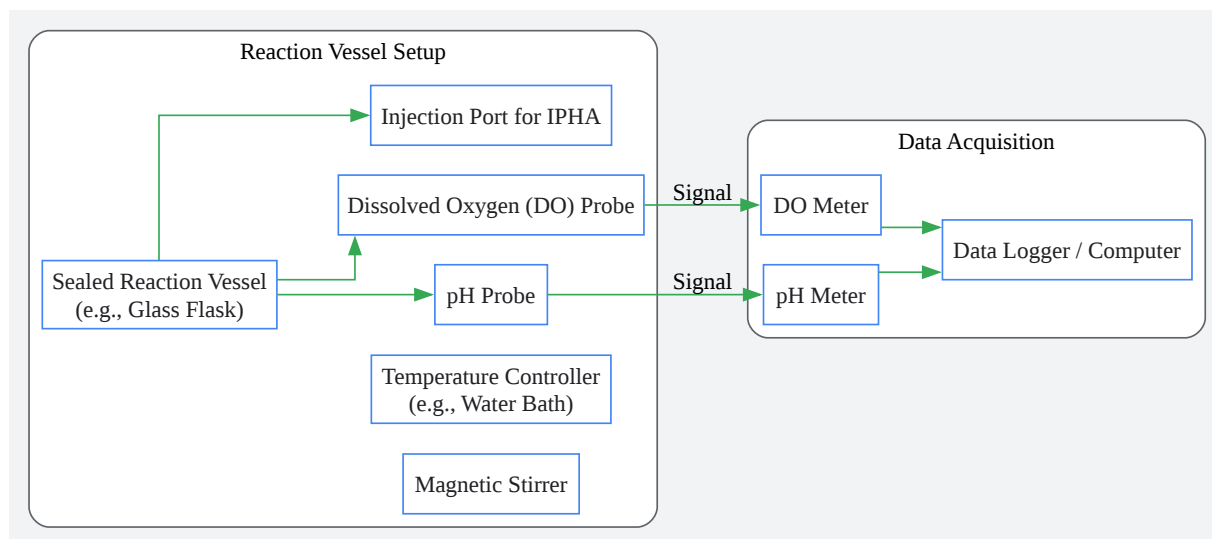 Reaction Vessel Setup
Injection Port for IPHA
Dissolved Oxygen (DO) Probe
Sealed Reaction Vessel
(e.g., Glass Flask)
pH Probe
Temperature Controller
(e.g., Water Bath)
Magnetic Stirrer
Signal
Signal
Data Acquisition
DO Meter
Data Logger / Computer
pH Meter